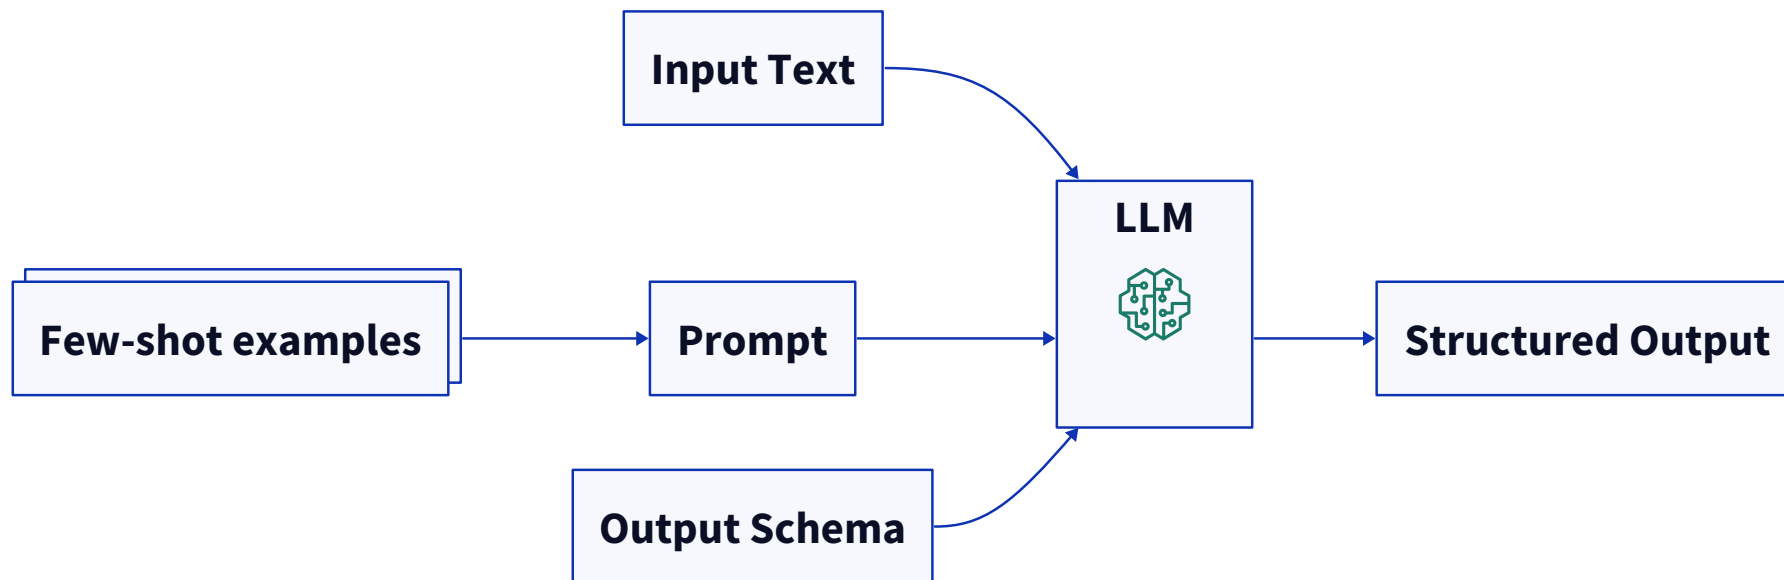 Input Text
LLM
Few-shot examples
Prompt
Structured Output
Output Schema